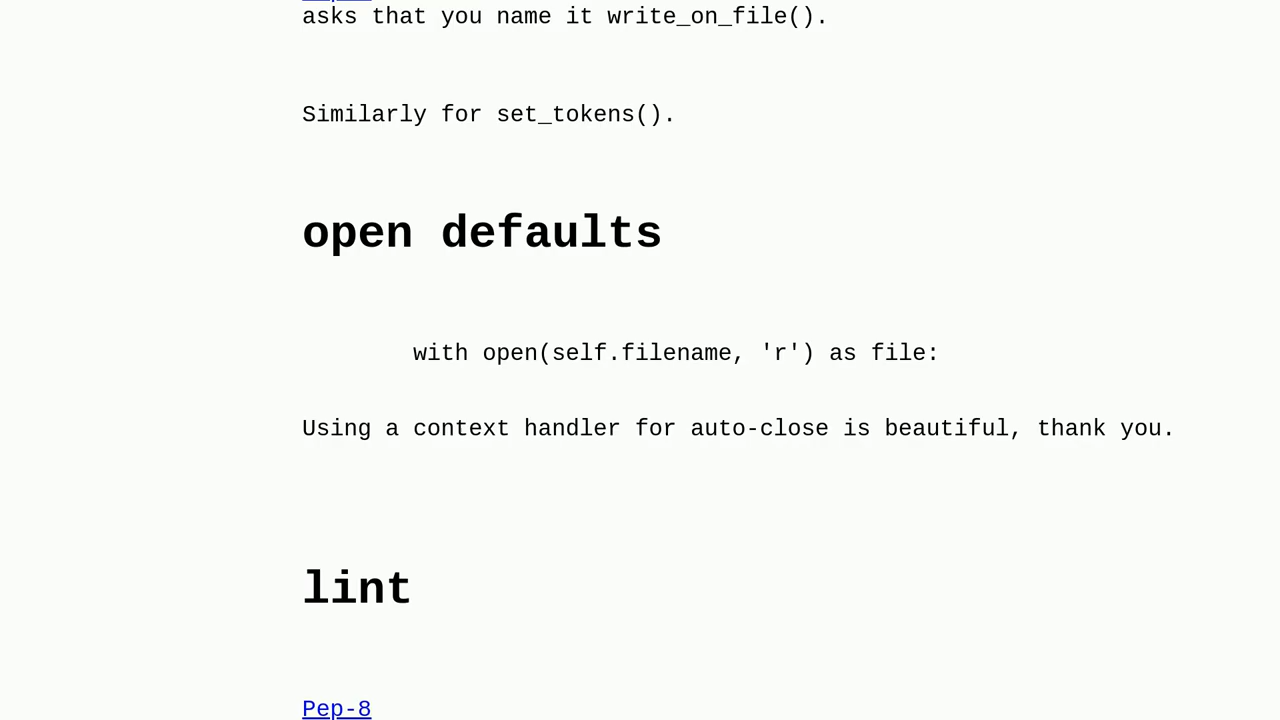 asks that you name it write_on_file().
Similarly for set_tokens().
open defaults
with open(self.filename, 'r') as file:
Using a context handler for auto-close is beautiful, thank you.
lint
Pep-8